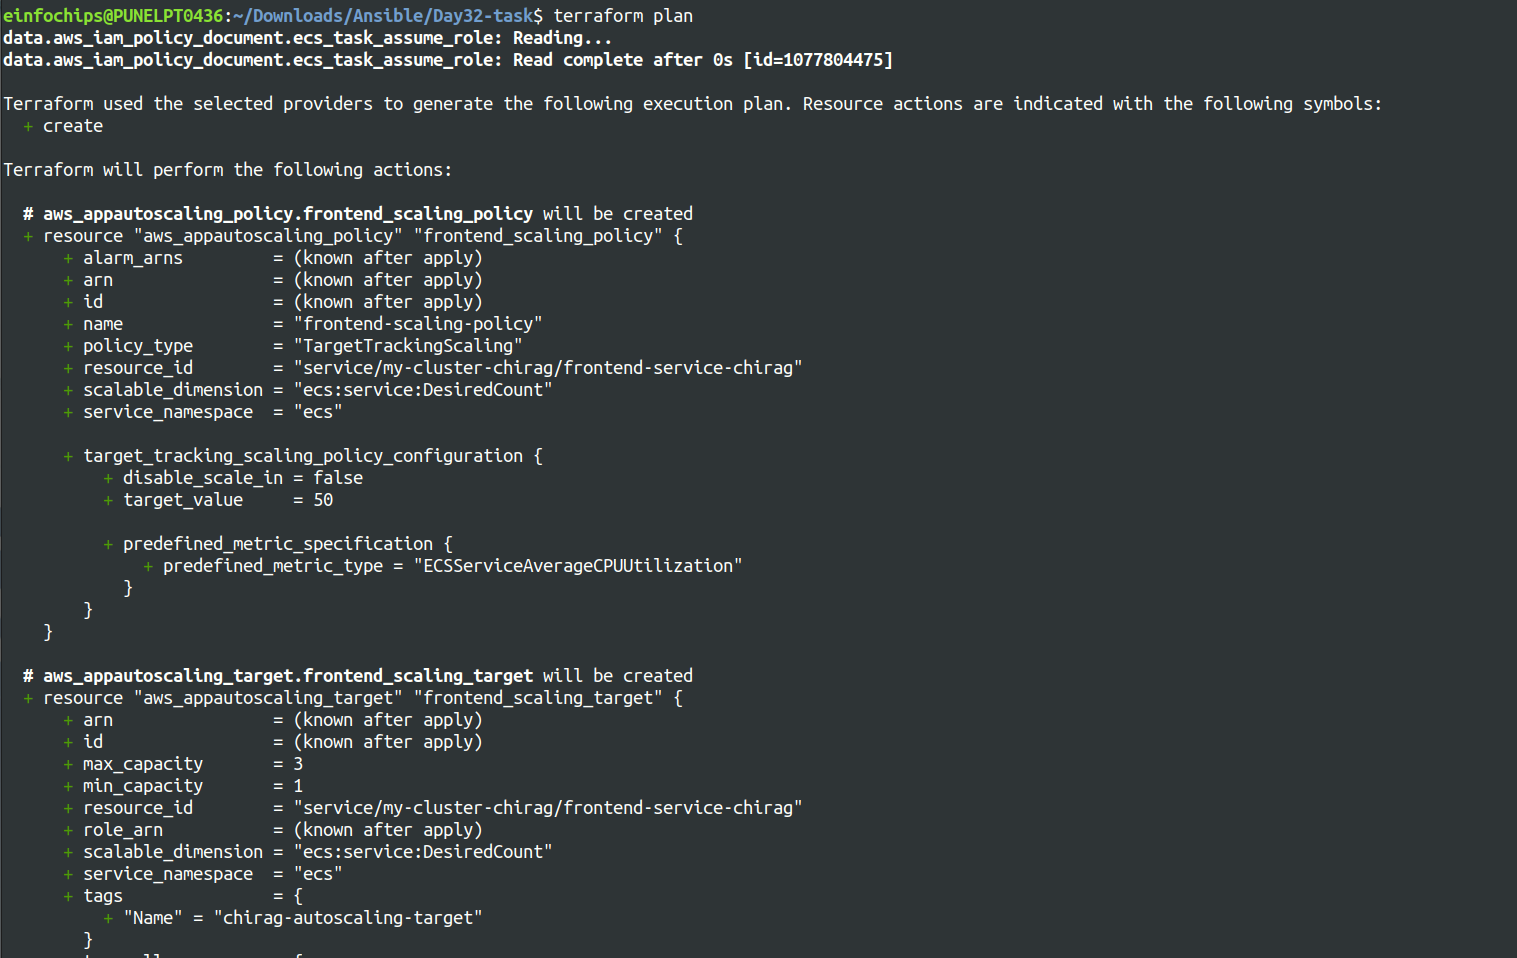 einfochips@PUNELPT0436:~/Downloads/Ansible/Day32-task$ terraform plan
data.aws_iam_policy_document.ecs_task_assume_role: Reading...
data.aws_iam_policy_document.ecs_task_assume_role: Read complete after 0s [id=1077804475]
Terraform used the selected providers to generate the following execution plan. Resource actions are indicated with the following symbols:
  + create
Terraform will perform the following actions:
  # aws_appautoscaling_policy.frontend_scaling_policy will be created
  + resource "aws_appautoscaling_policy" "frontend_scaling_policy" {
      + alarm_arns         = (known after apply)
      + arn                = (known after apply)
      + id                 = (known after apply)
      + name               = "frontend-scaling-policy"
      + policy_type        = "TargetTrackingScaling"
      + resource_id        = "service/my-cluster-chirag/frontend-service-chirag"
      + scalable_dimension = "ecs:service:DesiredCount"
      + service_namespace  = "ecs"
      + target_tracking_scaling_policy_configuration {
          + disable_scale_in = false
          + target_value     = 50
          + predefined_metric_specification {
              + predefined_metric_type = "ECSServiceAverageCPUUtilization"
            }
        }
    }
  # aws_appautoscaling_target.frontend_scaling_target will be created
  + resource "aws_appautoscaling_target" "frontend_scaling_target" {
      + arn                = (known after apply)
      + id                 = (known after apply)
      + max_capacity       = 3
      + min_capacity       = 1
      + resource_id        = "service/my-cluster-chirag/frontend-service-chirag"
      + role_arn           = (known after apply)
      + scalable_dimension = "ecs:service:DesiredCount"
      + service_namespace  = "ecs"
      + tags               = {
          + "Name" = "chirag-autoscaling-target"
        }